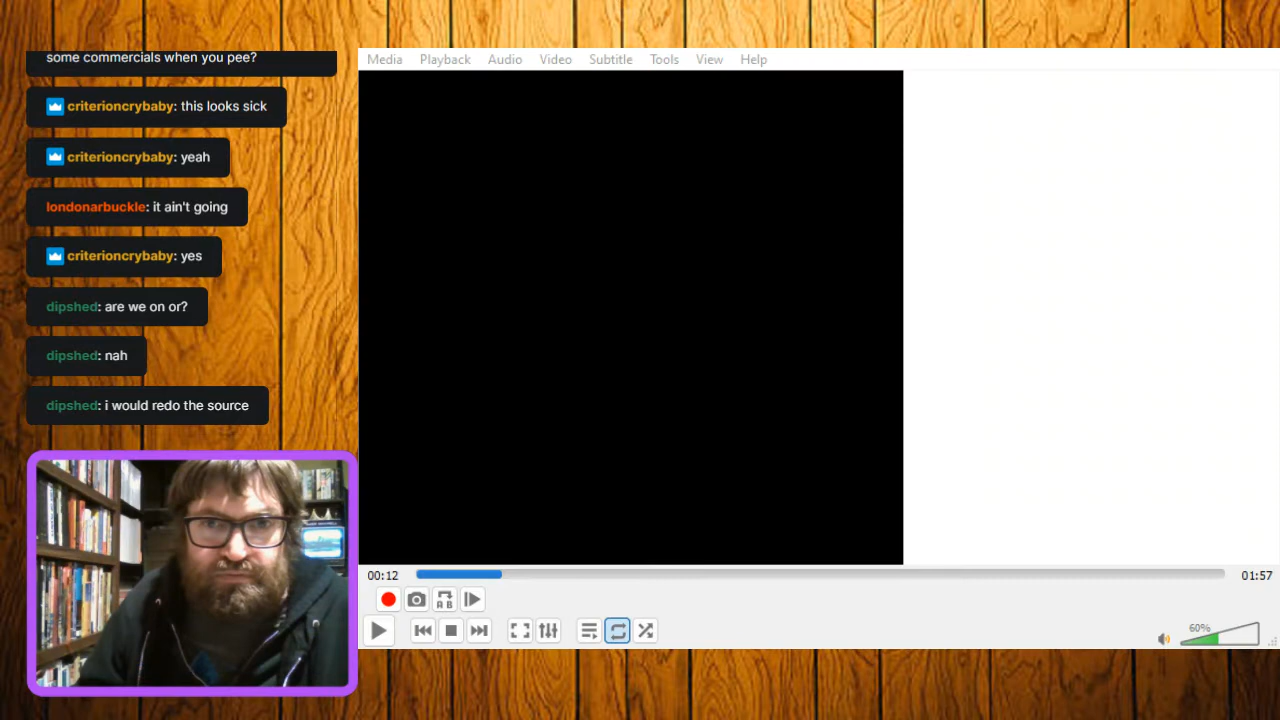 some commercials when you pee?
criterioncrybaby: this looks sick
criterioncrybaby: yeah
londonarbuckle: it ain't going
criterioncrybaby: yes
dipshed: are we on or?
dipshed: nah
dipshed: i would redo the source
Media Playback Audio Video Subtitle Tools View Help
00:12 01:57
A B
60%